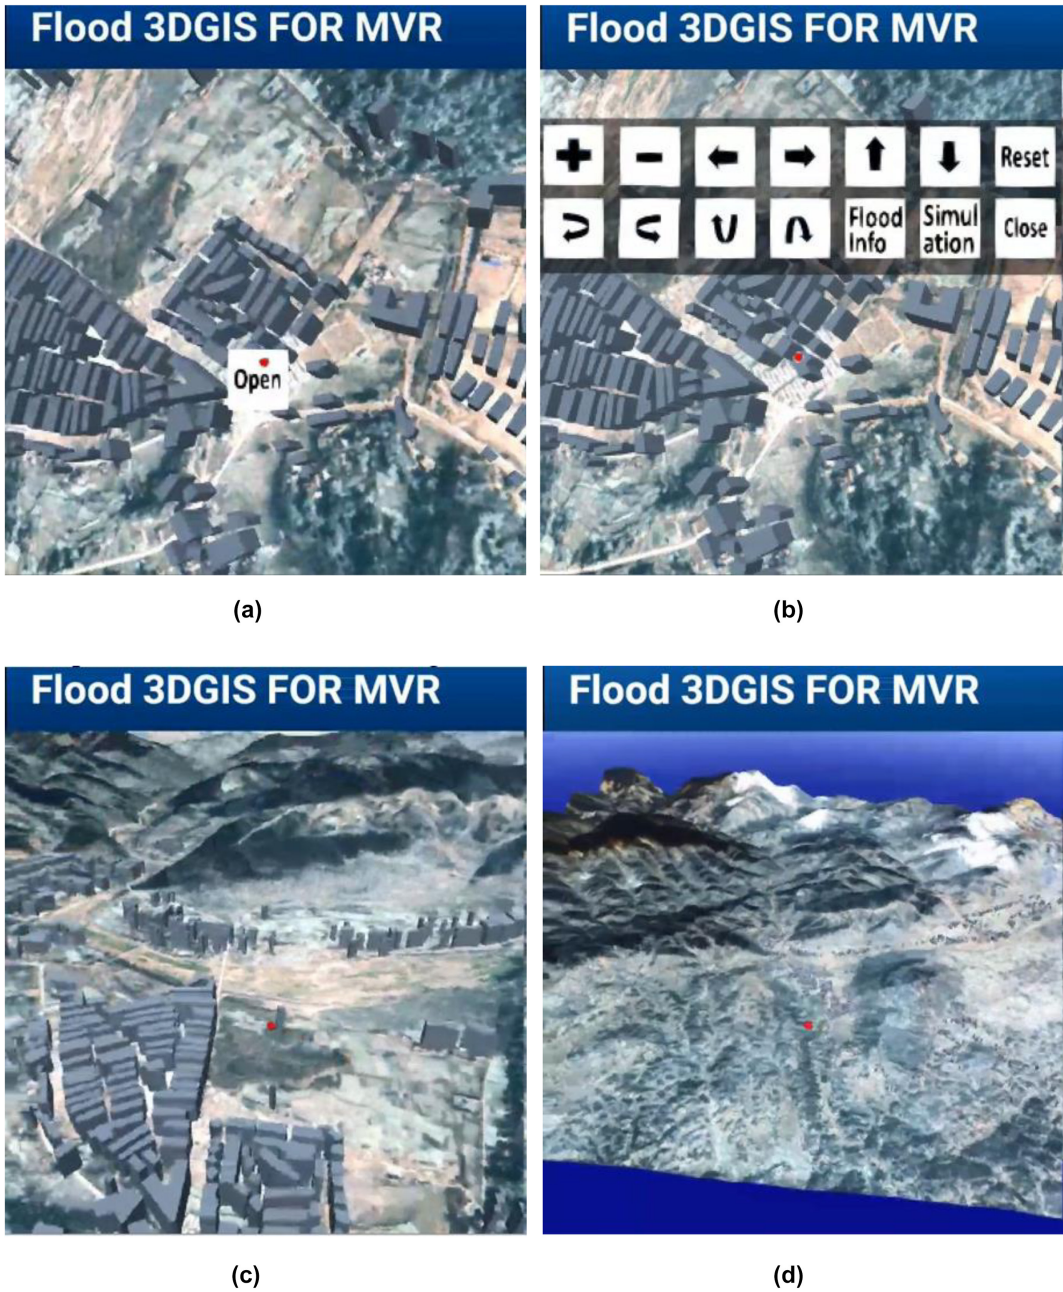 Flood 3DGIS FOR MVR
Open
(a)
Flood 3DGIS FOR MVR
Reset
Flood
Info
Simul
ation
Close
(b)
Flood 3DGIS FOR MVR
(c)
Flood 3DGIS FOR MVR
(d)